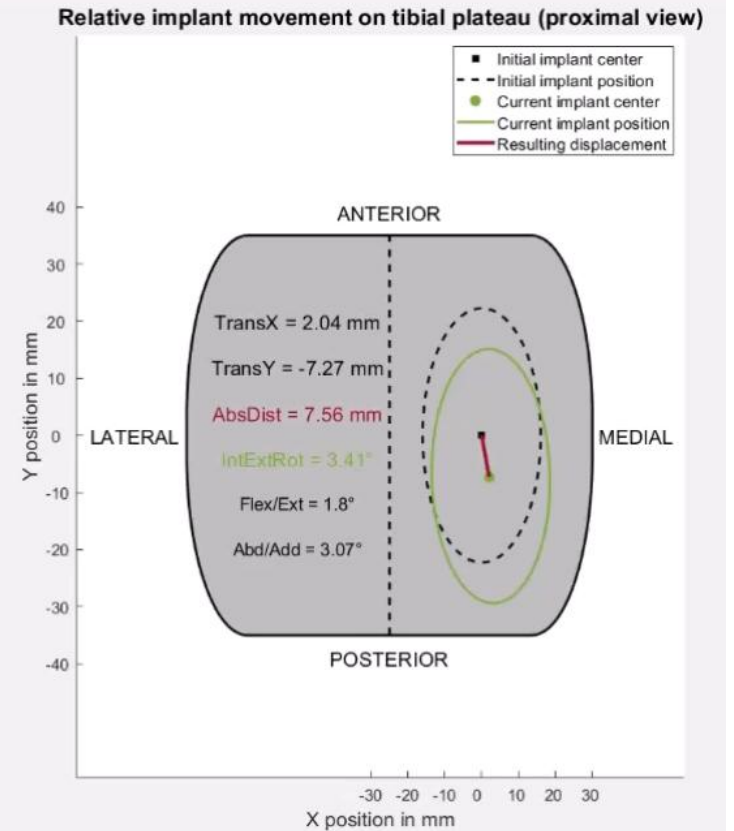 Relative implant movement on tibial plateau (proximal view)
Initial implant center
Initial implant position
Current implant center
Current implant position
Resulting displacement
40
30
20
10
0
-10
-20
-30
-40
Y position in mm
ANTERIOR
TransX = 2.04 mm
TransY = -7.27 mm
AbsDist = 7.56 mm
LATERAL
MEDIAL
IntExtRot = 3.41°
Flex/Ext = 1.8°
Abd/Add = 3.07°
POSTERIOR
-30 -20 -10 0 10 20 30
X position in mm